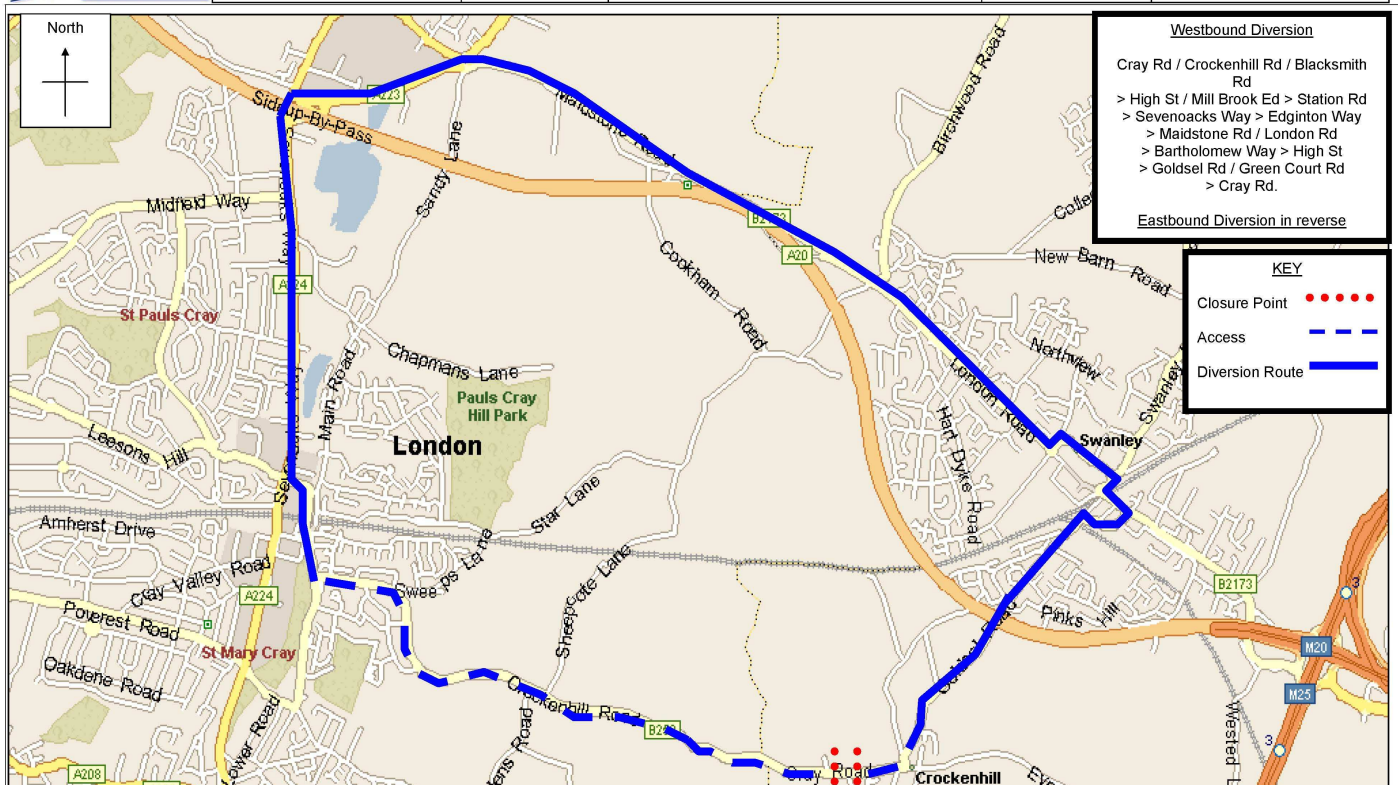 North
Westbound Diversion
Cray Rd / Crockenhill Rd / Blacksmith
Rd
> High St / Mill Brook Ed > Station Rd
> Sevenoacks Way > Edginton Way
> Maidstone Rd / London Rd
> Bartholomew Way > High St
> Goldsel Rd / Green Court Rd
> Cray Rd.
Eastbound Diversion in reverse
KEY
Closure Point
Access
Diversion Route
A223
Sidcup-By-Pass
Maidstone Road
Birchwood Road
Sandy Lane
Midfield Way
Way
A20
New Barn Road
Cookham Road
A224
St Pauls Cray
Chapmans Lane
Main Road
Pauls Cray
Hill Park
London
Northview
London Road
Swanley
Swanley
Hart Dyke Road
Leesons Hill
Star Lane
Amherst Drive
Sweeps Lane
Sheepcote Lane
Cray Valley Road
A224
Poverest Road
St Mary Cray
Oakdene Road
Lower Road
A208
Crockenhill Road
Cray Road
Crockenhill
Road
Pinks Hill
B2173
3
M20
M25
3